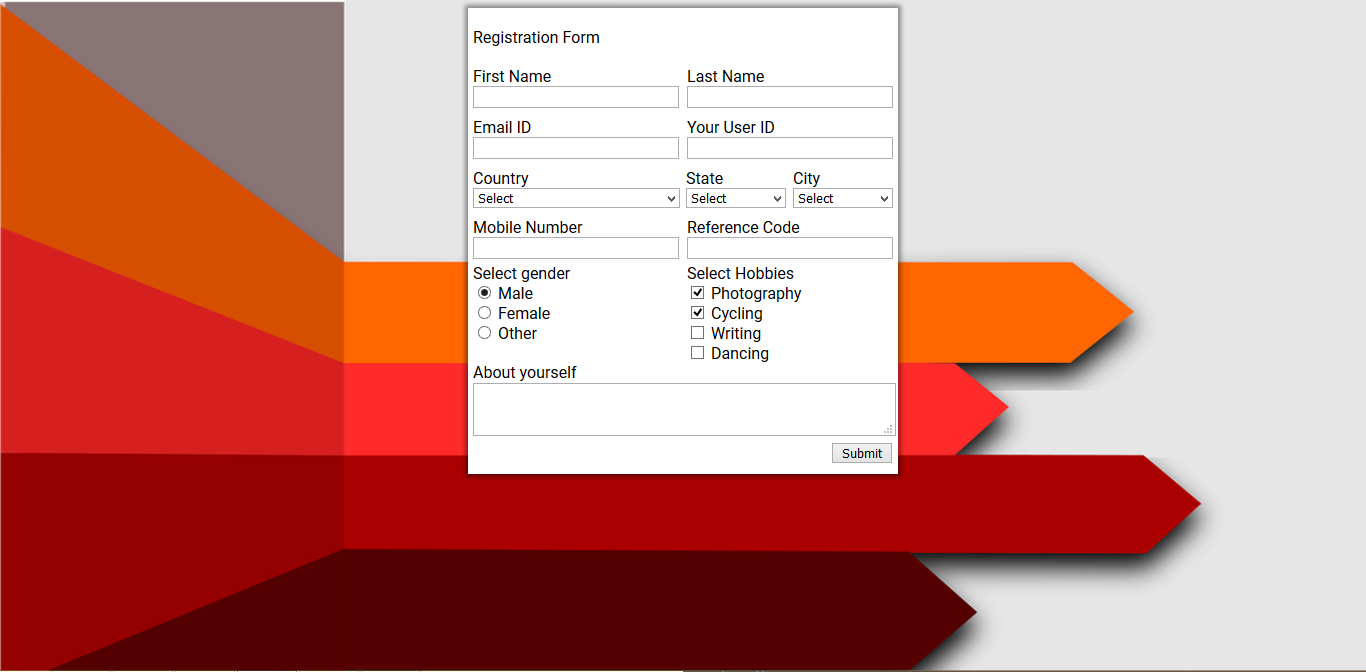 Registration Form
First Name Last Name
Email ID Your User ID
Country State City
Select Select Select
Mobile Number Reference Code
Select gender Select Hobbies
Male Photography
Female Cycling
Other Writing
Dancing
About yourself
Submit